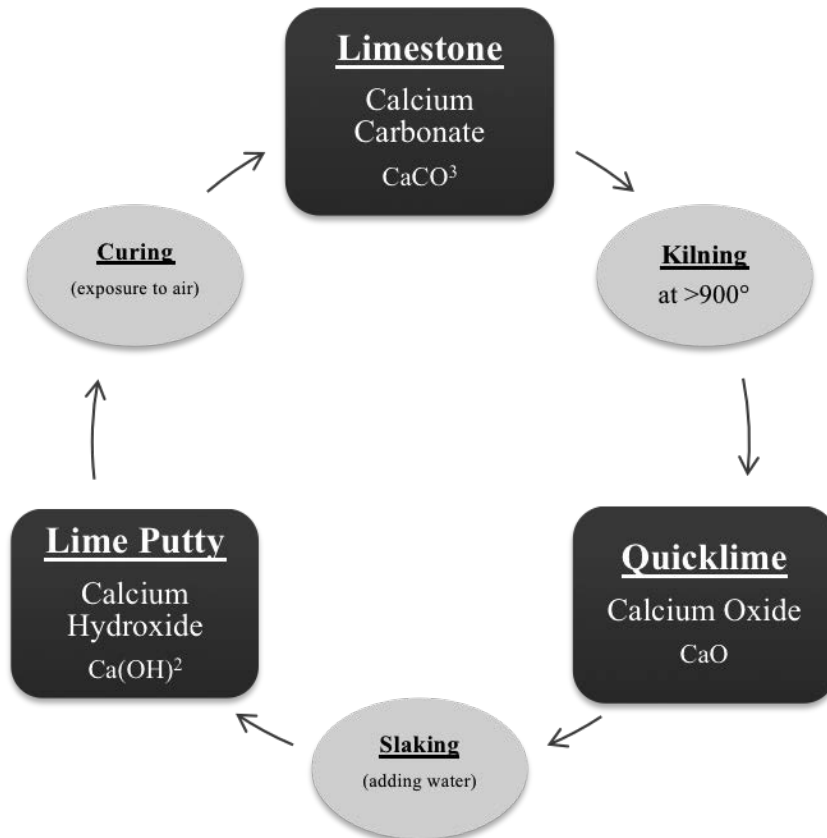 Limestone
Calcium
Carbonate
CaCO³
Kilning
at >900°
Quicklime
Calcium Oxide
CaO
Slaking
(adding water)
Lime Putty
Calcium
Hydroxide
Ca(OH)²
Curing
(exposure to air)